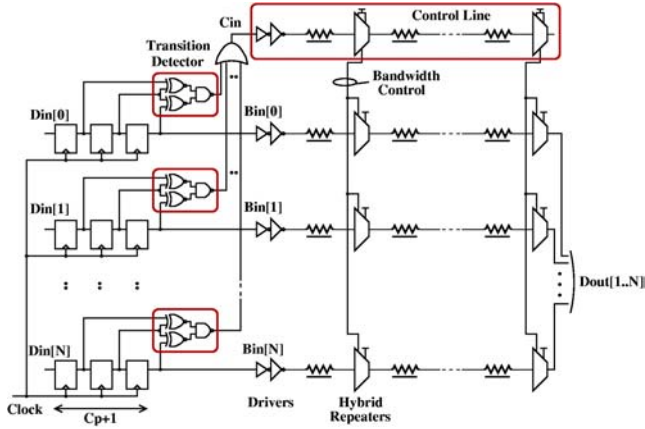 Cin
Control Line
Transition
Detector
Bandwidth
Control
Din[0]
Bin[0]
Din[1]
Bin[1]
Dout[1..N]
Din[N]
Bin[N]
Clock
Cp+1
Drivers
Hybrid
Repeaters